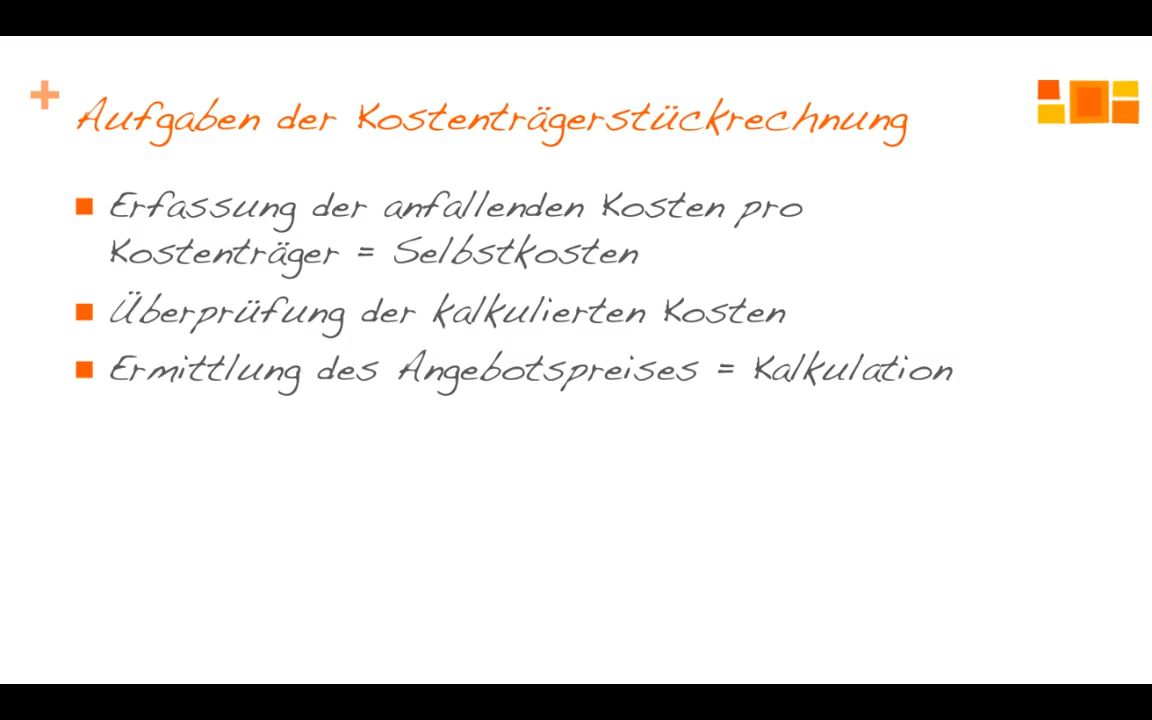 Aufgaben der Kostenträgerstückrechnung
Erfassung der anfallenden Kosten pro
Kostenträger = Selbstkosten
Überprüfung der kalkulierten Kosten
Ermittlung des Angebotspreises = Kalkulation